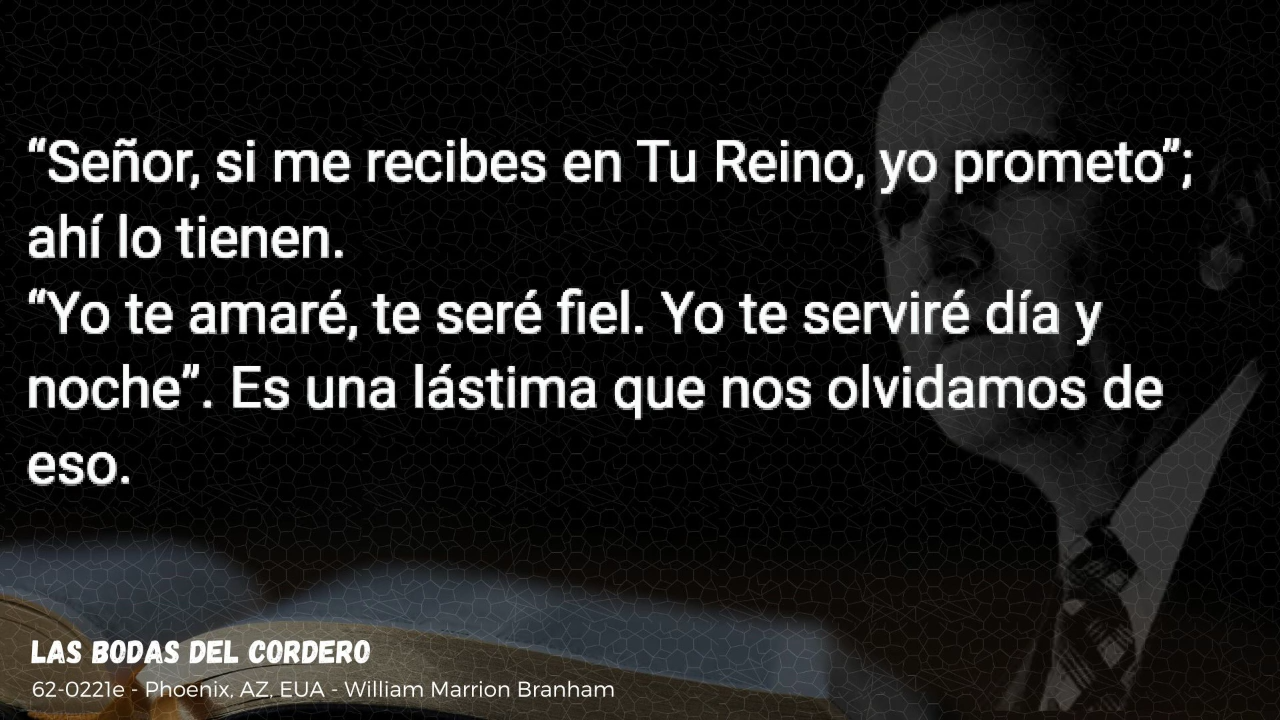 “Señor, si me recibes en Tu Reino, yo prometo”;
ahí lo tienen.
“Yo te amaré, te seré fiel. Yo te serviré día y
noche”. Es una lástima que nos olvidamos de
eso.
LAS BODAS DEL CORDERO
62-0221e - Phoenix, AZ, EUA - William Marrion Branham